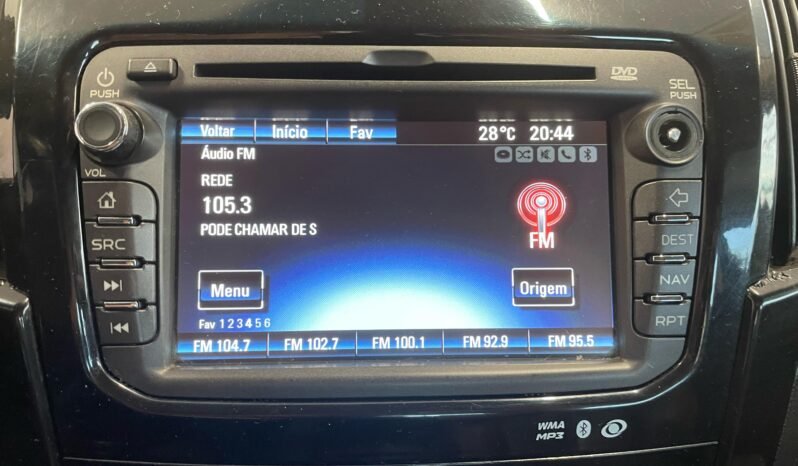 PUSH
DVD
SEL
PUSH
Voltar Início Fav 28°C 20:44
Áudio FM
REDE
105.3
PODE CHAMAR DE S
FM
VOL
SRC
DEST
NAV
RPT
Menu
Origem
Fav 1 2 3 4 5 6
FM 104.7 FM 102.7 FM 100.1 FM 92.9 FM 95.5
WMA
MP3